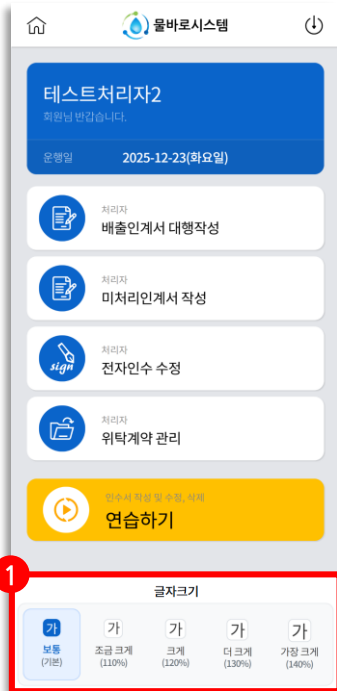 물바로시스템
테스트처리자2
회원님 반갑습니다.
운행일 2025-12-23(화요일)
처리자
배출인계서 대행작성
처리자
미처리인계서 작성
sign
처리자
전자인수 수정
처리자
위탁계약 관리
인수서 작성 및 수정, 삭제
연습하기
1
글자크기
가 가 가 가 가
보통 조금 크게 크게 더 크게 가장 크게
(기본) (110%) (120%) (130%) (140%)